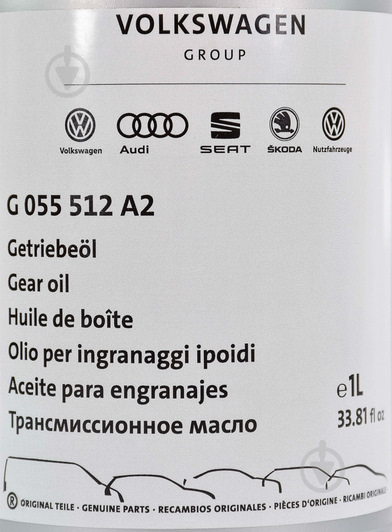 VOLKSWAGEN
GROUP
Volkswagen Audi SEAT ŠKODA Nutzfahrzeuge
G 055 512 A2
Getriebeöl
Gear oil
Huile de boîte
Olio per ingranaggi ipoidi
Aceite para engranajes
Трансмиссионное масло
e 1L
33.81 fl oz
® ORIGINAL TEILE · GENUINE PARTS · RECAMBIOS ORIGINALES · PIÈCES D'ORIGINE · RICAMBI ORIGINALI